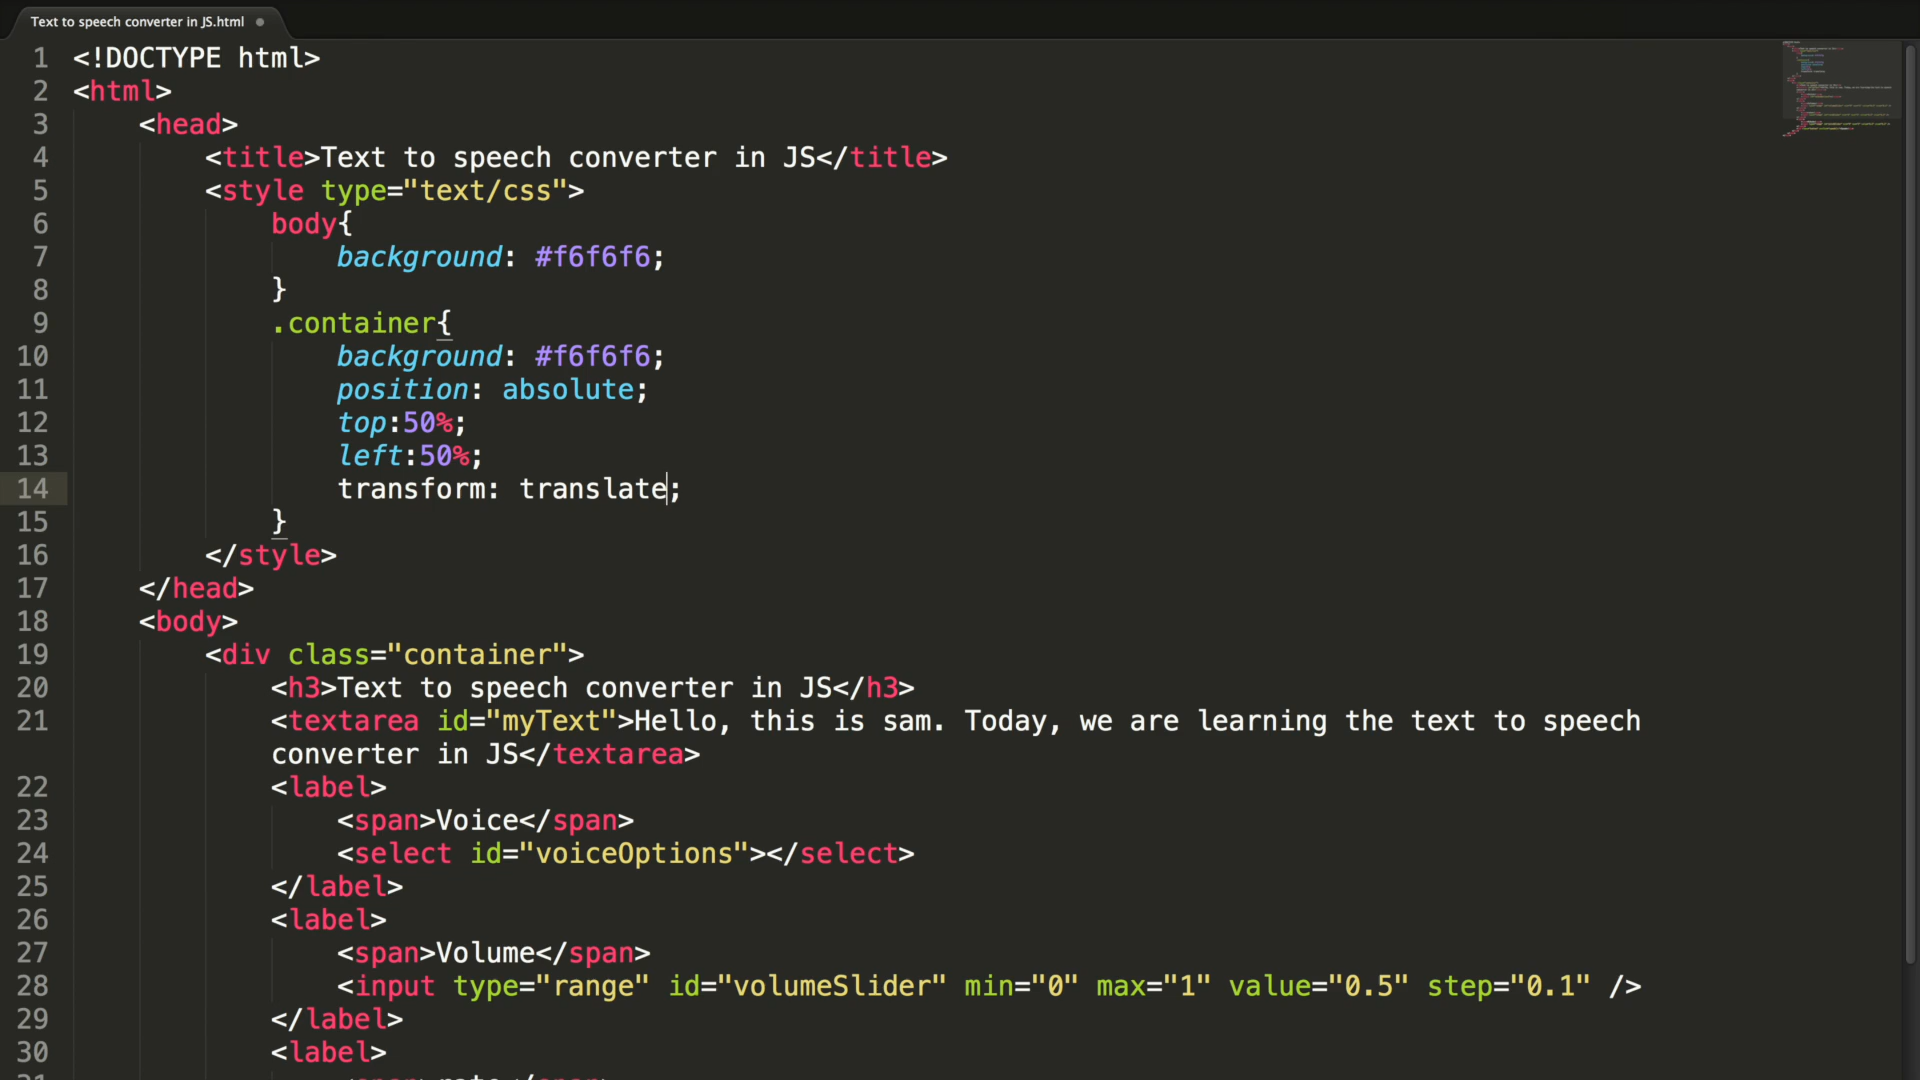 Text to speech converter in JS.html
1 <!DOCTYPE html>
2 <html>
3 <head>
4 <title>Text to speech converter in JS</title>
5 <style type="text/css">
6 body{
7 background: #f6f6f6;
8 }
9 .container{
10 background: #f6f6f6;
11 position: absolute;
12 top:50%;
13 left:50%;
14 transform: translate;
15 }
16 </style>
17 </head>
18 <body>
19 <div class="container">
20 <h3>Text to speech converter in JS</h3>
21 <textarea id="myText">Hello, this is sam. Today, we are learning the text to speech
converter in JS</textarea>
22 <label>
23 <span>Voice</span>
24 <select id="voiceOptions"></select>
25 </label>
26 <label>
27 <span>Volume</span>
28 <input type="range" id="volumeSlider" min="0" max="1" value="0.5" step="0.1" />
29 </label>
30 <label>